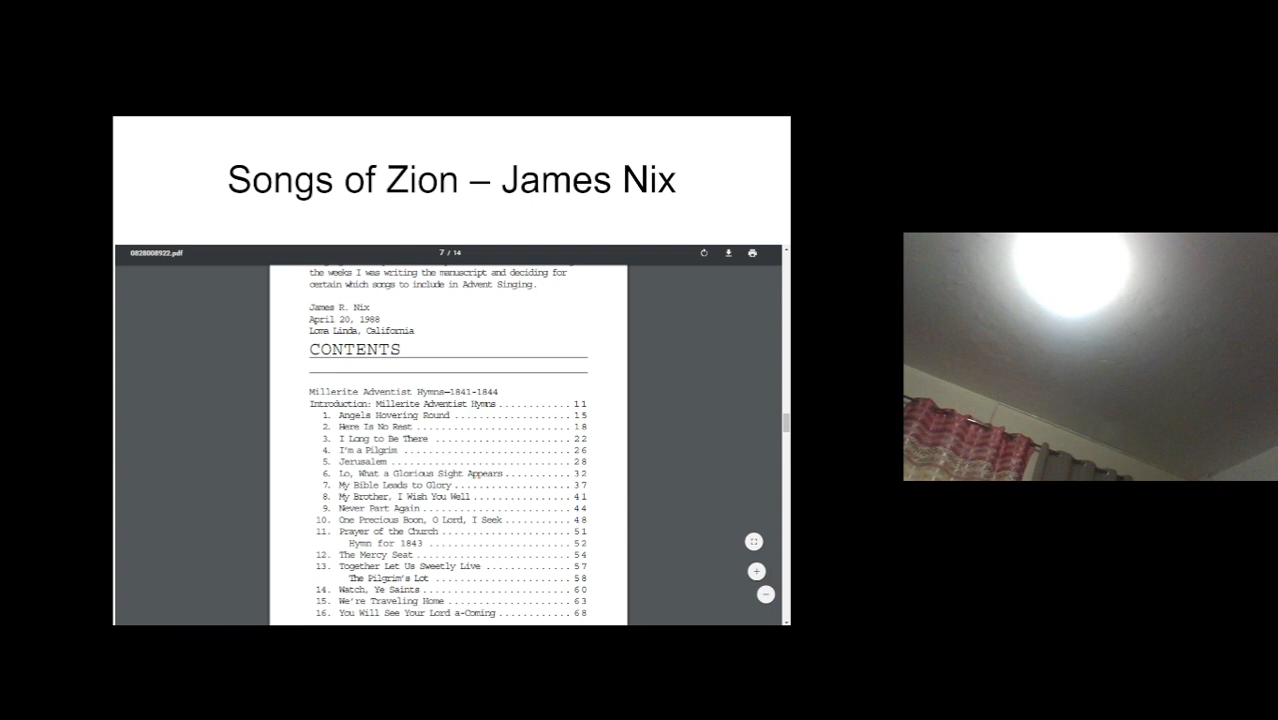 Songs of Zion – James Nix
0828008922.pdf
7 / 14
the weeks I was writing the manuscript and deciding for
certain which songs to include in Advent Singing.
James R. Nix
April 20, 1988
Loma Linda, California
CONTENTS
Millerite Adventist Hymns—1841-1844
Introduction: Millerite Adventist Hymns ............ 11
1. Angels Hovering Round .................... 15
2. Here Is No Rest .......................... 18
3. I Long to Be There ....................... 22
4. I'm a Pilgrim ............................ 26
5. Jerusalem ................................ 28
6. Lo, What a Glorious Sight Appears ........... 32
7. My Bible Leads to Glory .................... 37
8. My Brother, I Wish You Well ................. 41
9. Never Part Again .......................... 44
10. One Precious Boon, O Lord, I Seek ........... 48
11. Prayer of the Church ...................... 51
Hymn for 1843 ......................... 52
12. The Mercy Seat .......................... 54
13. Together Let Us Sweetly Live .............. 57
The Pilgrim's Lot ...................... 58
14. Watch, Ye Saints ......................... 60
15. We're Traveling Home ..................... 63
16. You Will See Your Lord a-Coming ............ 68